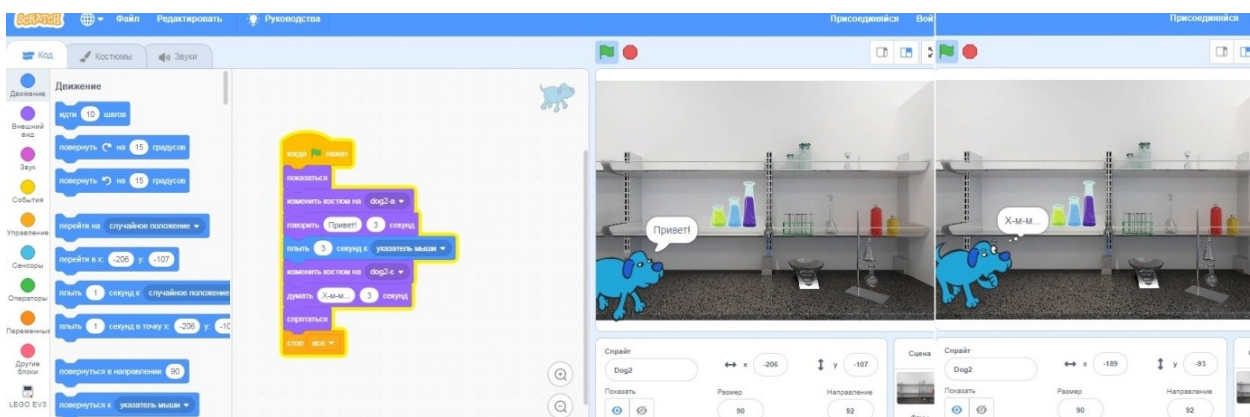 SCRATCH Файл Редактировать Руководства Присоединяйся Вой Присоединяйся
Код Костюмы Звуки
Движение
Движение
идти 10 шагов
Внешний вид
повернуть на 15 градусов
Звук
повернуть на 15 градусов
События
Управление
перейти на случайное положение
Сенсоры
перейти в x: -206 y: -107
Операторы
плыть 1 секунд к случайное положение
Переменные
плыть 1 секунд в точку x: -206 y: -10
Другие блоки
повернуться в направлении 90
LEGO EV3
повернуться к указатель мыши
когда нажат
показаться
изменить костюм на dog2-a
говорить Привет! 3 секунд
плыть 3 секунд к указатель мыши
изменить костюм на dog2-c
думать Х-м-м... 3 секунд
спрятаться
стоп все
Привет!
Х-м-м...
Спрайт Сцена
Dog2 x -206 y -107
Показать Размер Направление
90 92
Спрайт
Dog2 x -189 y -93
Показать Размер Направление
90 92